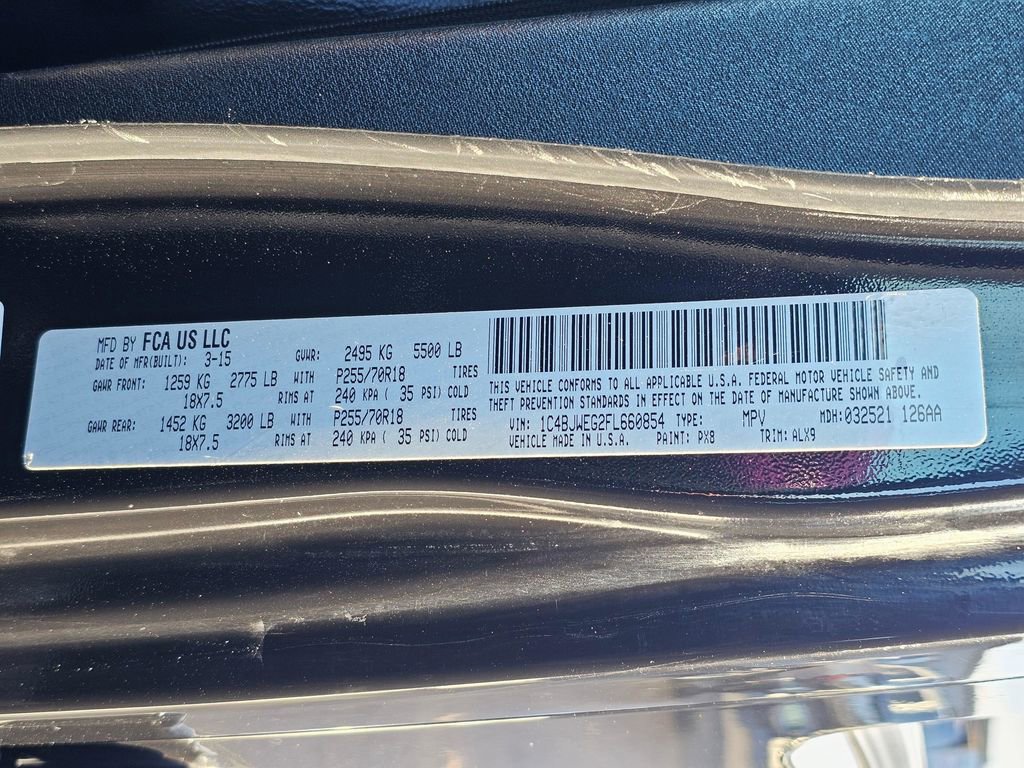 MFD BY FCA US LLC
DATE OF MFR(BUILT): 3-15 GVWR: 2495 KG 5500 LB
GAWR FRONT: 1259 KG 2775 LB WITH P255/70R18 TIRES
18X7.5 RIMS AT 240 KPA ( 35 PSI) COLD
GAWR REAR: 1452 KG 3200 LB WITH P255/70R18 TIRES
18X7.5 RIMS AT 240 KPA ( 35 PSI) COLD
THIS VEHICLE CONFORMS TO ALL APPLICABLE U.S.A. FEDERAL MOTOR VEHICLE SAFETY AND
THEFT PREVENTION STANDARDS IN EFFECT ON THE DATE OF MANUFACTURE SHOWN ABOVE.
VIN: 1C4BJWEG2FL660854 TYPE: MPV MDH: 032521 126AA
VEHICLE MADE IN U.S.A. PAINT: PX8 TRIM: ALX9